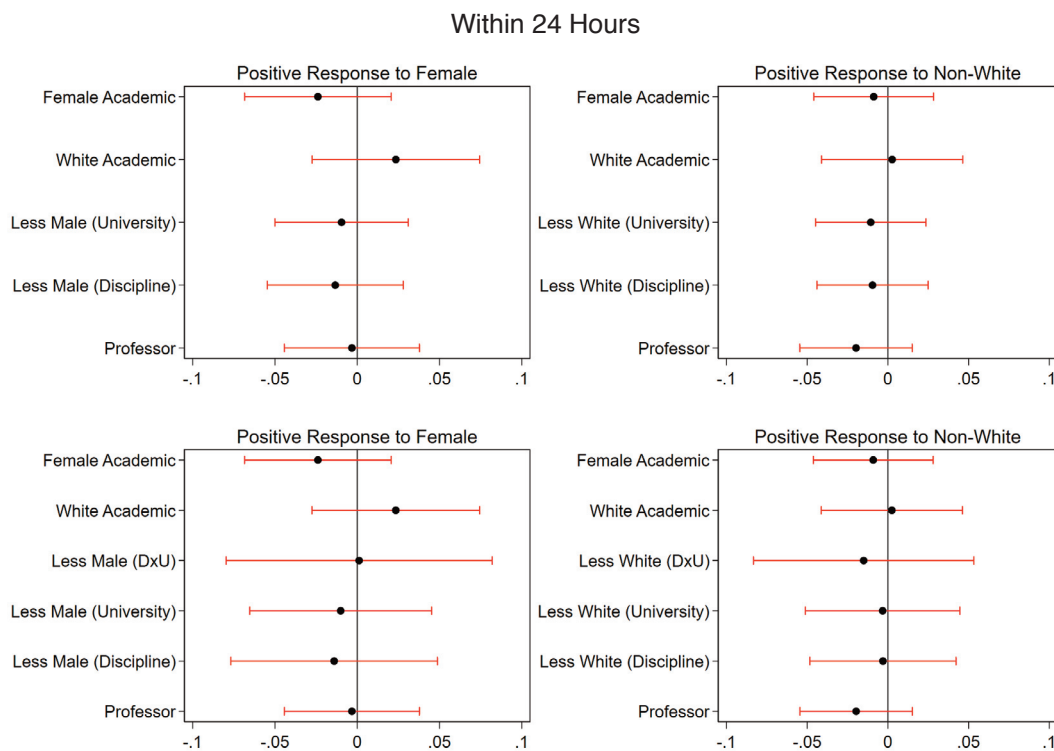 Within 24 Hours
Positive Response to Female
Female Academic
White Academic
Less Male (University)
Less Male (Discipline)
Professor
-.1 -.05 0 .05 .1
Positive Response to Non-White
Female Academic
White Academic
Less White (University)
Less White (Discipline)
Professor
-.1 -.05 0 .05 .1
Positive Response to Female
Female Academic
White Academic
Less Male (DxU)
Less Male (University)
Less Male (Discipline)
Professor
-.1 -.05 0 .05 .1
Positive Response to Non-White
Female Academic
White Academic
Less White (DxU)
Less White (University)
Less White (Discipline)
Professor
-.1 -.05 0 .05 .1